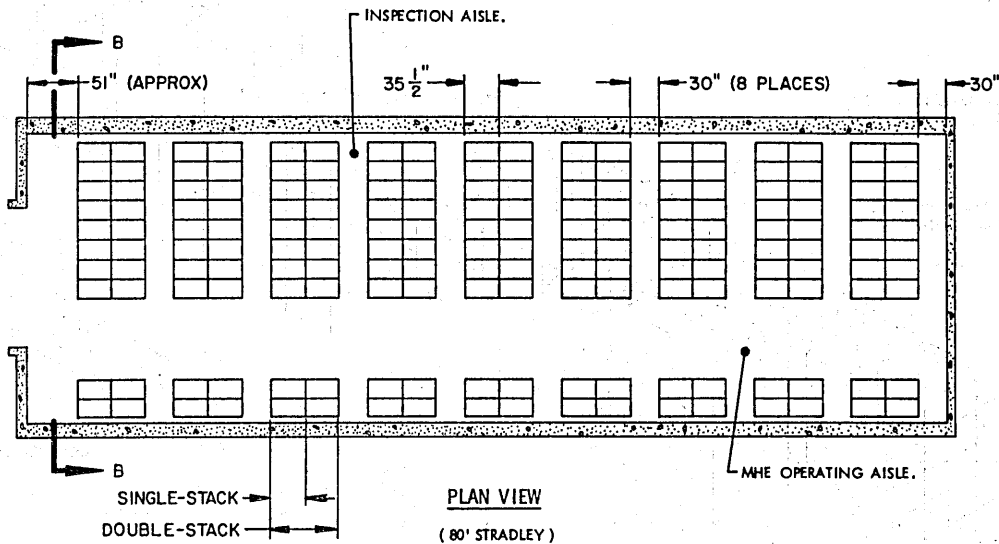 INSPECTION AISLE.
B
51" (APPROX)
35 1/2"
30" (8 PLACES)
30"
B
MHE OPERATING AISLE.
SINGLE-STACK
DOUBLE-STACK
PLAN VIEW
(80' STRADLEY)